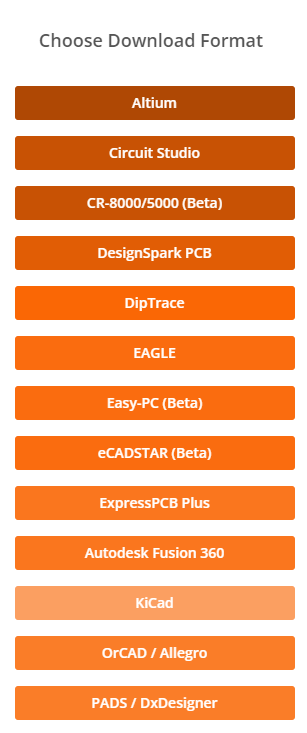 Choose Download Format
Altium
Circuit Studio
CR-8000/5000 (Beta)
DesignSpark PCB
DipTrace
EAGLE
Easy-PC (Beta)
eCADSTAR (Beta)
ExpressPCB Plus
Autodesk Fusion 360
KiCad
OrCAD / Allegro
PADS / DxDesigner